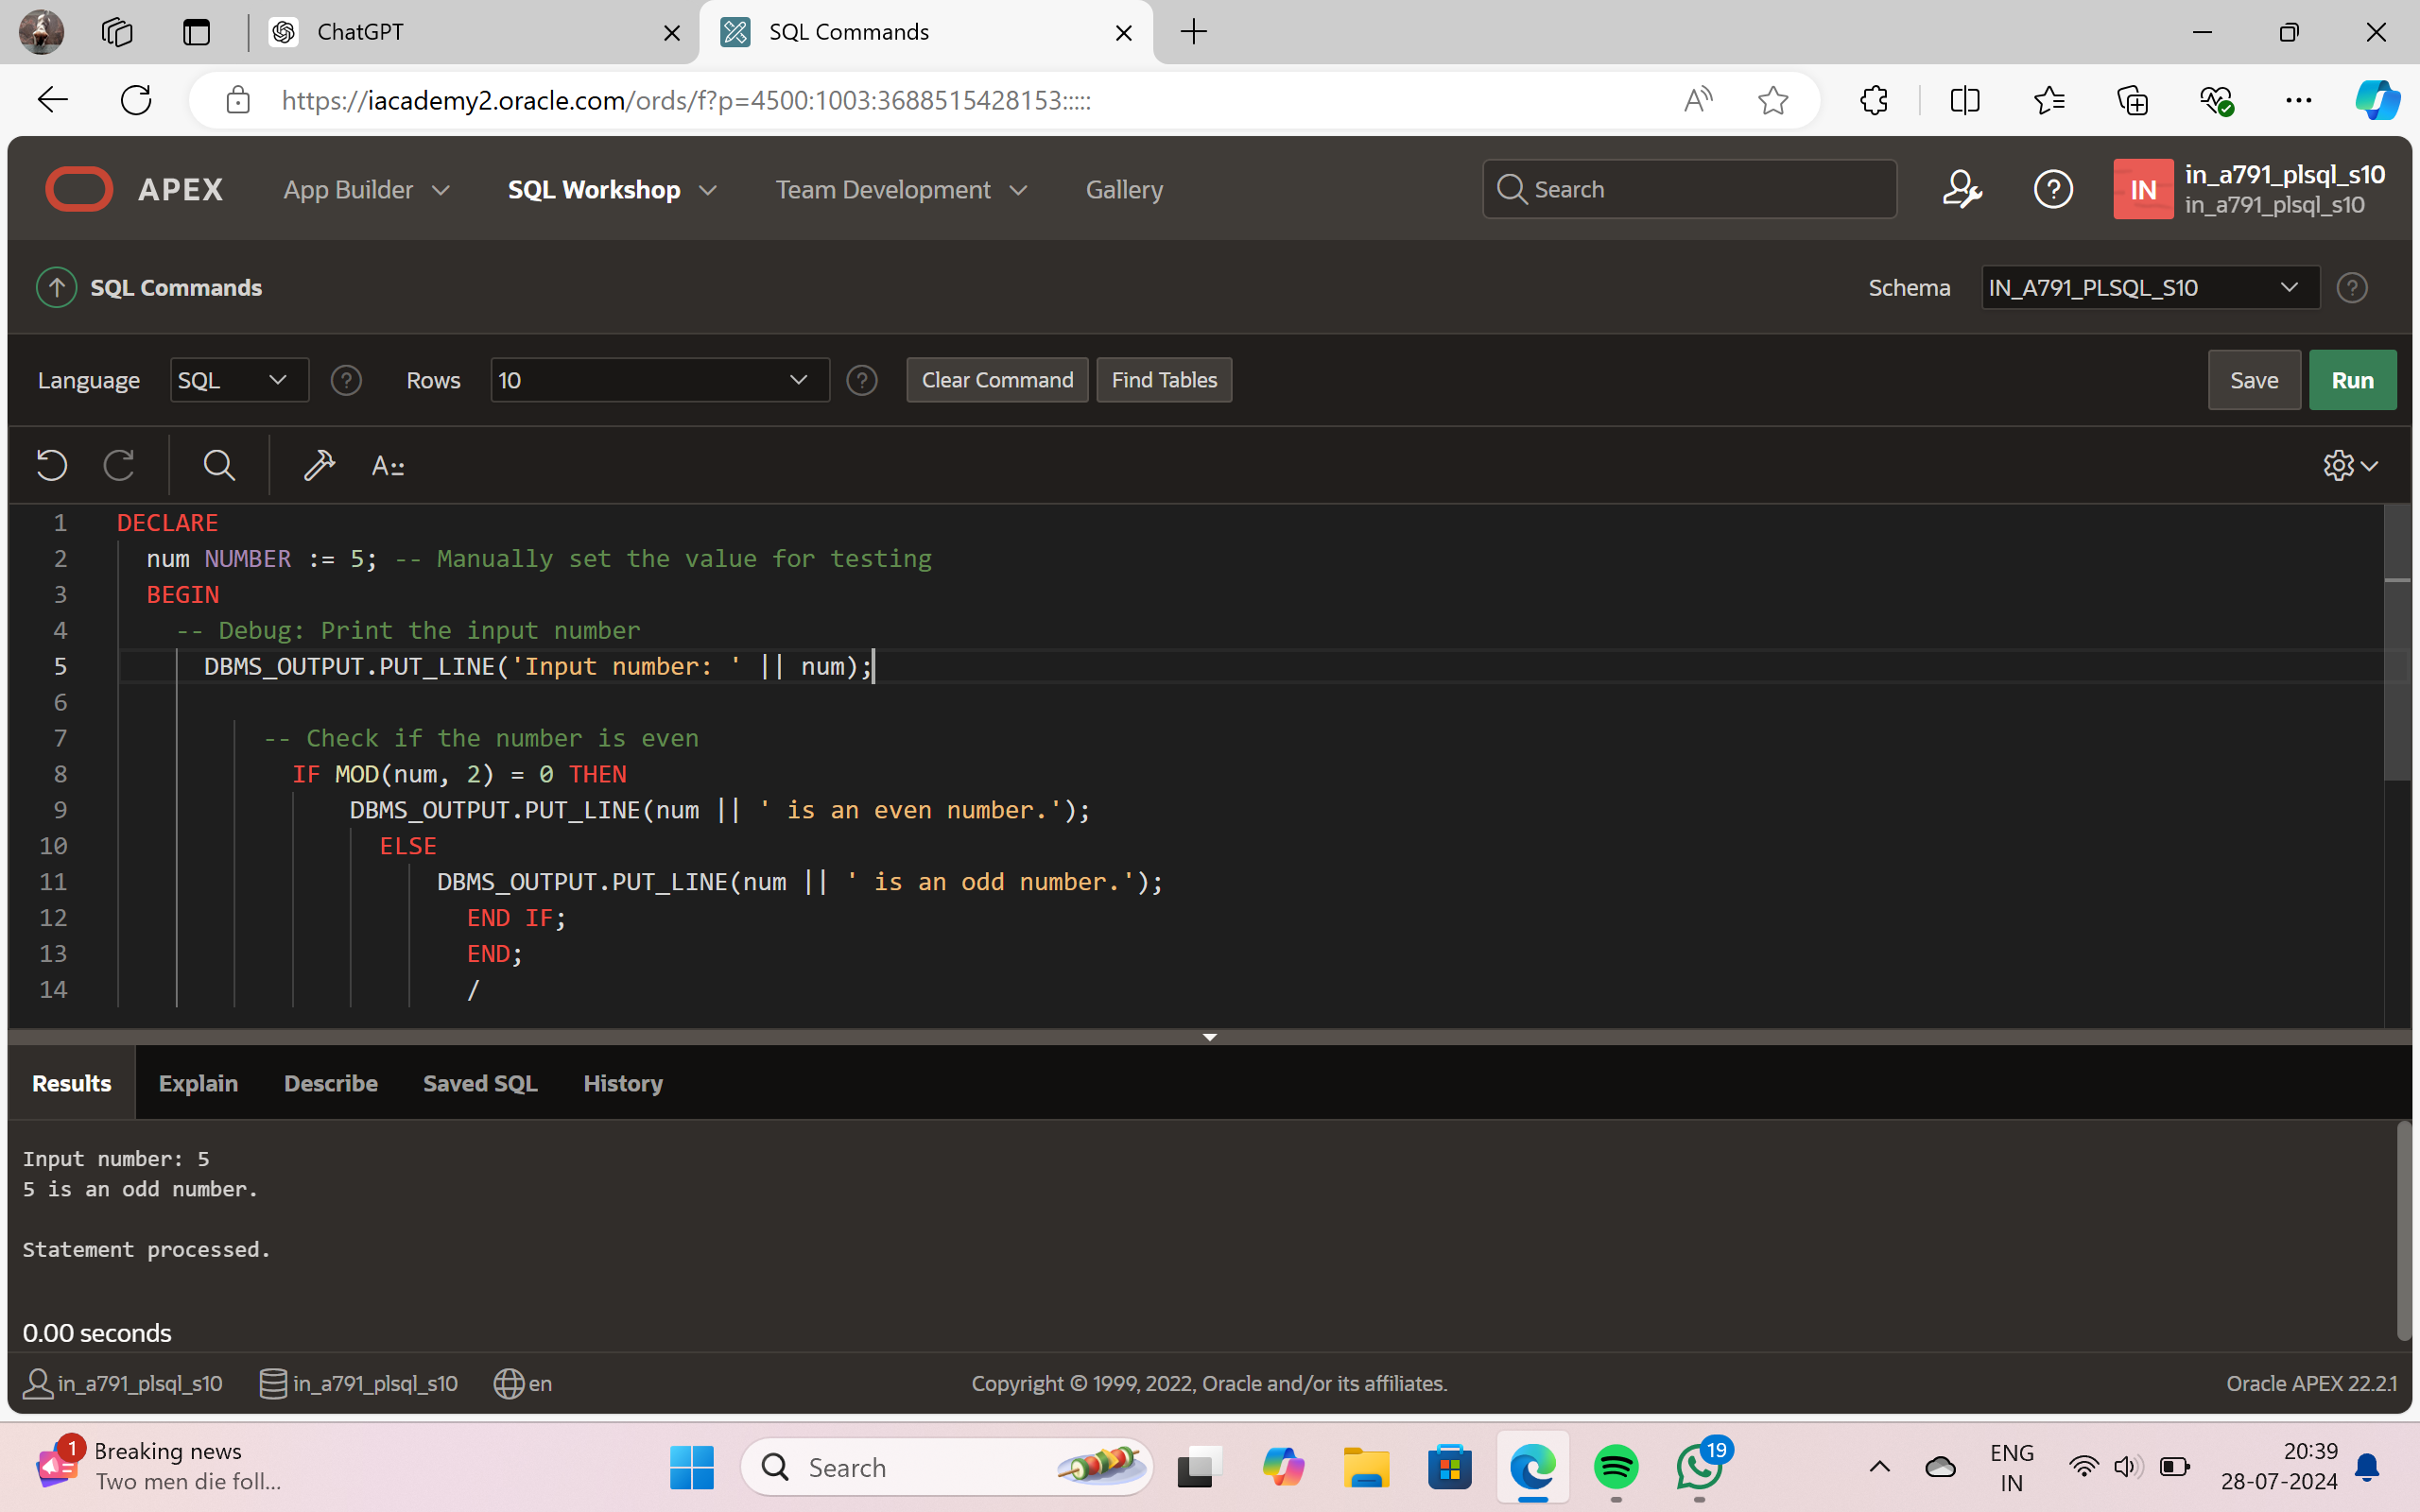 ChatGPT
SQL Commands
https://iacademy2.oracle.com/ords/f?p=4500:1003:3688515428153:::::
APEX
App Builder
SQL Workshop
Team Development
Gallery
Search
IN
in_a791_plsql_s10
in_a791_plsql_s10
SQL Commands
Schema
IN_A791_PLSQL_S10
Language
SQL
Rows
10
Clear Command
Find Tables
Save
Run
1 DECLARE
2 num NUMBER := 5; -- Manually set the value for testing
3 BEGIN
4 -- Debug: Print the input number
5 DBMS_OUTPUT.PUT_LINE('Input number: ' || num);
6
7 -- Check if the number is even
8 IF MOD(num, 2) = 0 THEN
9 DBMS_OUTPUT.PUT_LINE(num || ' is an even number.');
10 ELSE
11 DBMS_OUTPUT.PUT_LINE(num || ' is an odd number.');
12 END IF;
13 END;
14 /
Results
Explain
Describe
Saved SQL
History
Input number: 5
5 is an odd number.
Statement processed.
0.00 seconds
in_a791_plsql_s10
in_a791_plsql_s10
en
Copyright © 1999, 2022, Oracle and/or its affiliates.
Oracle APEX 22.2.1
1
Breaking news
Two men die foll...
Search
19
ENG
IN
20:39
28-07-2024